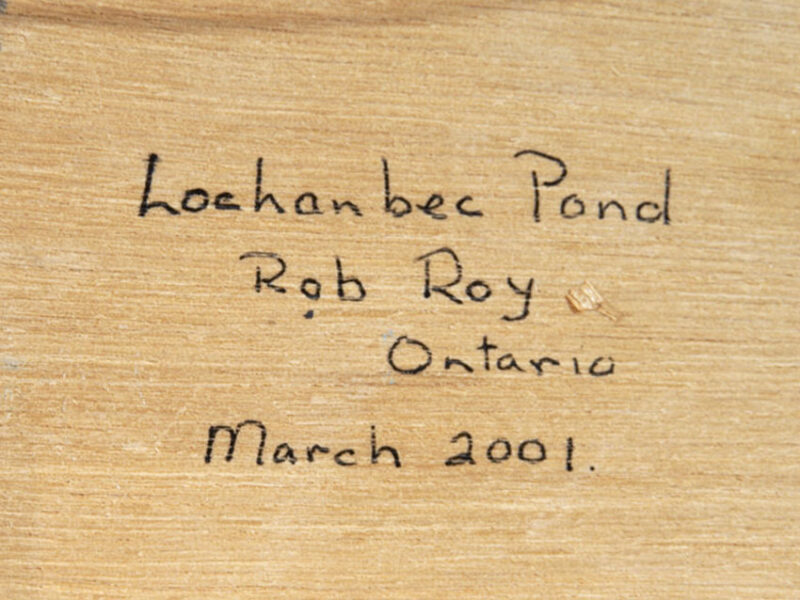 Lochanbec Pond
Rob Roy
Ontario
March 2001.